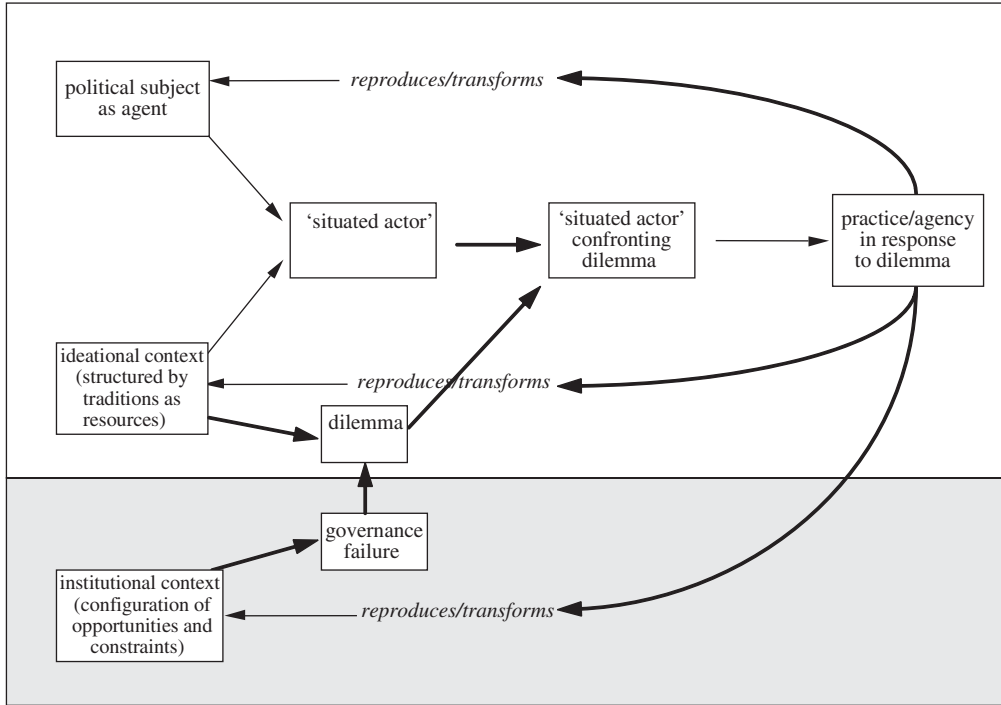 political subject
as agent
reproduces/transforms
‘situated actor’
‘situated actor’
confronting
dilemma
practice/agency
in response
to dilemma
ideational context
(structured by
traditions as
resources)
reproduces/transforms
dilemma
governance
failure
institutional context
(configuration of
opportunities and
constraints)
reproduces/transforms